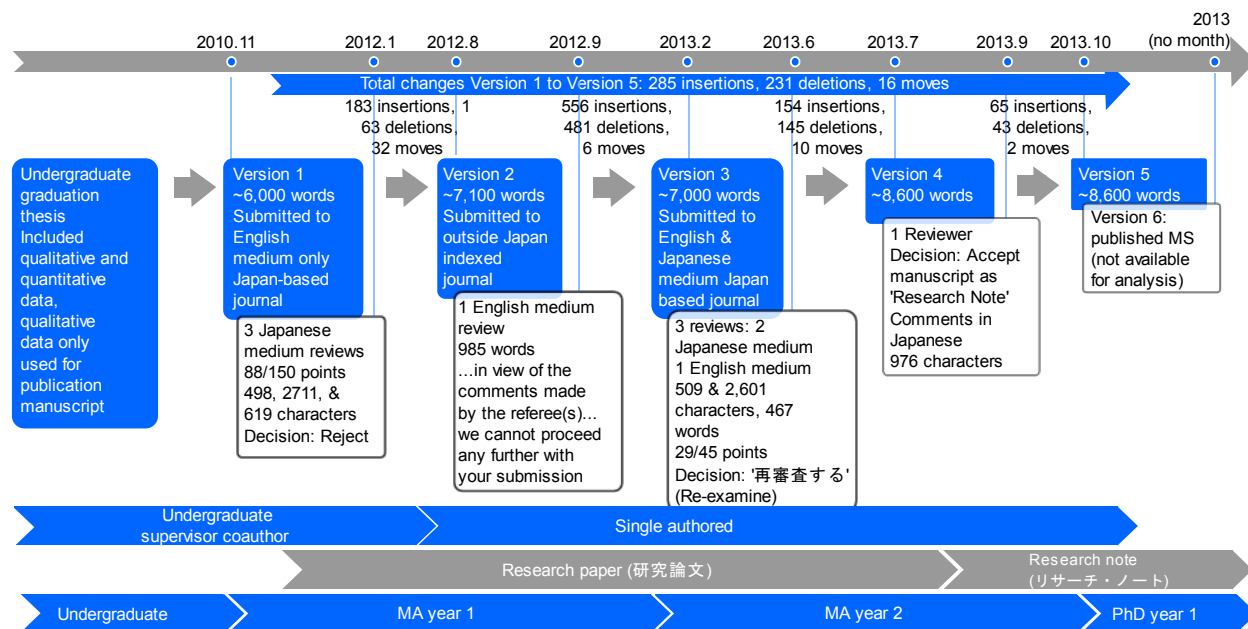 2013
(no month)
2010.11
2012.1
2012.8
2012.9
2013.2
2013.6
2013.7
2013.9
2013.10
Total changes Version 1 to Version 5: 285 insertions, 231 deletions, 16 moves
183 insertions, 1
63 deletions,
32 moves
556 insertions,
481 deletions,
6 moves
154 insertions,
145 deletions,
10 moves
65 insertions,
43 deletions,
2 moves
Undergraduate
graduation
thesis
Included
qualitative and
quantitative
data,
qualitative
data only
used for
publication
manuscript
Version 1
~6,000 words
Submitted to
English
medium only
Japan-based
journal
3 Japanese
medium reviews
88/150 points
498, 2711, &
619 characters
Decision: Reject
Version 2
~7,100 words
Submitted to
outside Japan
indexed
journal
1 English medium
review
985 words
...in view of the
comments made
by the referee(s)...
we cannot proceed
any further with
your submission
Version 3
~7,000 words
Submitted to
English &
Japanese
medium Japan
based journal
3 reviews: 2
Japanese medium
1 English medium
509 & 2,601
characters, 467
words
29/45 points
Decision: '再審査する'
(Re-examine)
Version 4
~8,600 words
1 Reviewer
Decision: Accept
manuscript as
'Research Note'
Comments in
Japanese
976 characters
Version 5
~8,600 words
Version 6:
published MS
(not available
for analysis)
Undergraduate
supervisor coauthor
Single authored
Research paper (研究論文)
Research note
(リサーチ・ノート)
Undergraduate
MA year 1
MA year 2
PhD year 1